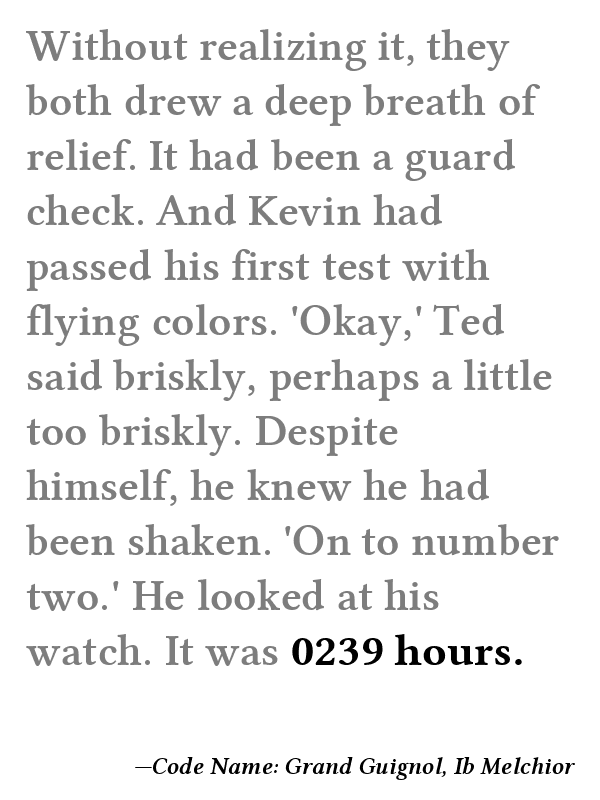 Without realizing it, they
both drew a deep breath of
relief. It had been a guard
check. And Kevin had
passed his first test with
flying colors. 'Okay,' Ted
said briskly, perhaps a little
too briskly. Despite
himself, he knew he had
been shaken. 'On to number
two.' He looked at his
watch. It was 0239 hours.
—Code Name: Grand Guignol, Ib Melchior